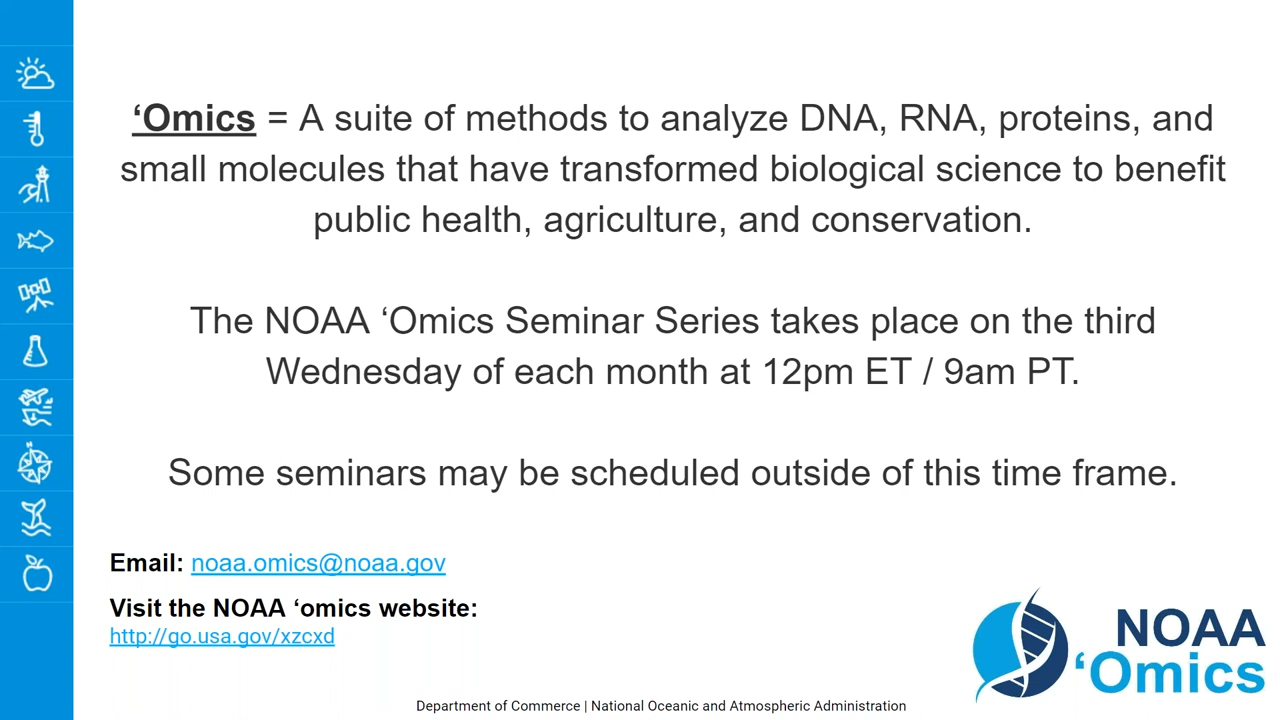 ‘Omics = A suite of methods to analyze DNA, RNA, proteins, and
small molecules that have transformed biological science to benefit
public health, agriculture, and conservation.
The NOAA ‘Omics Seminar Series takes place on the third
Wednesday of each month at 12pm ET / 9am PT.
Some seminars may be scheduled outside of this time frame.
Email: noaa.omics@noaa.gov
Visit the NOAA ‘omics website:
http://go.usa.gov/xzcxd
NOAA
‘Omics
Department of Commerce | National Oceanic and Atmospheric Administration